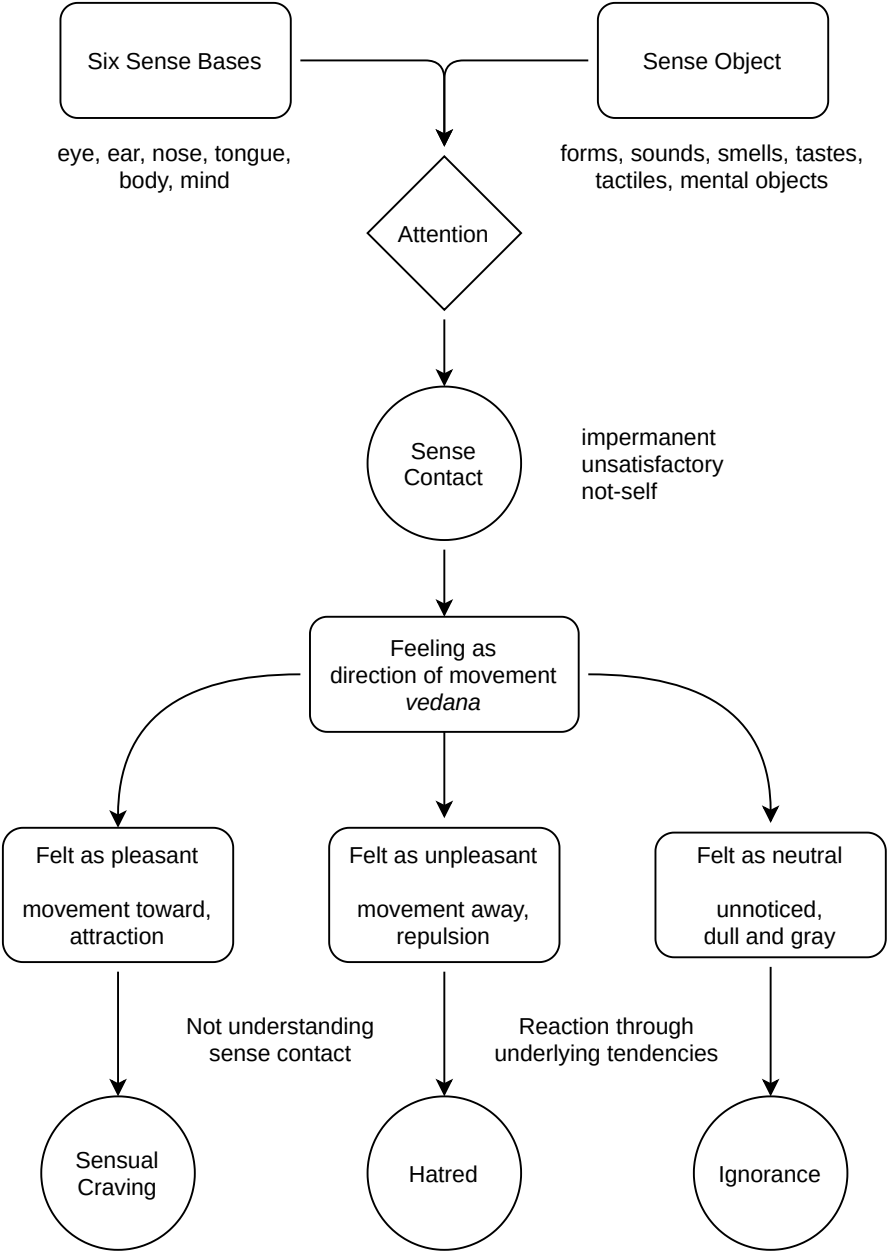 Six Sense Bases
Sense Object
eye, ear, nose, tongue,
body, mind
forms, sounds, smells, tastes,
tactiles, mental objects
Attention
Sense
Contact
impermanent
unsatisfactory
not-self
Feeling as
direction of movement
vedana
Felt as pleasant
movement toward,
attraction
Felt as unpleasant
movement away,
repulsion
Felt as neutral
unnoticed,
dull and gray
Not understanding
sense contact
Reaction through
underlying tendencies
Sensual
Craving
Hatred
Ignorance